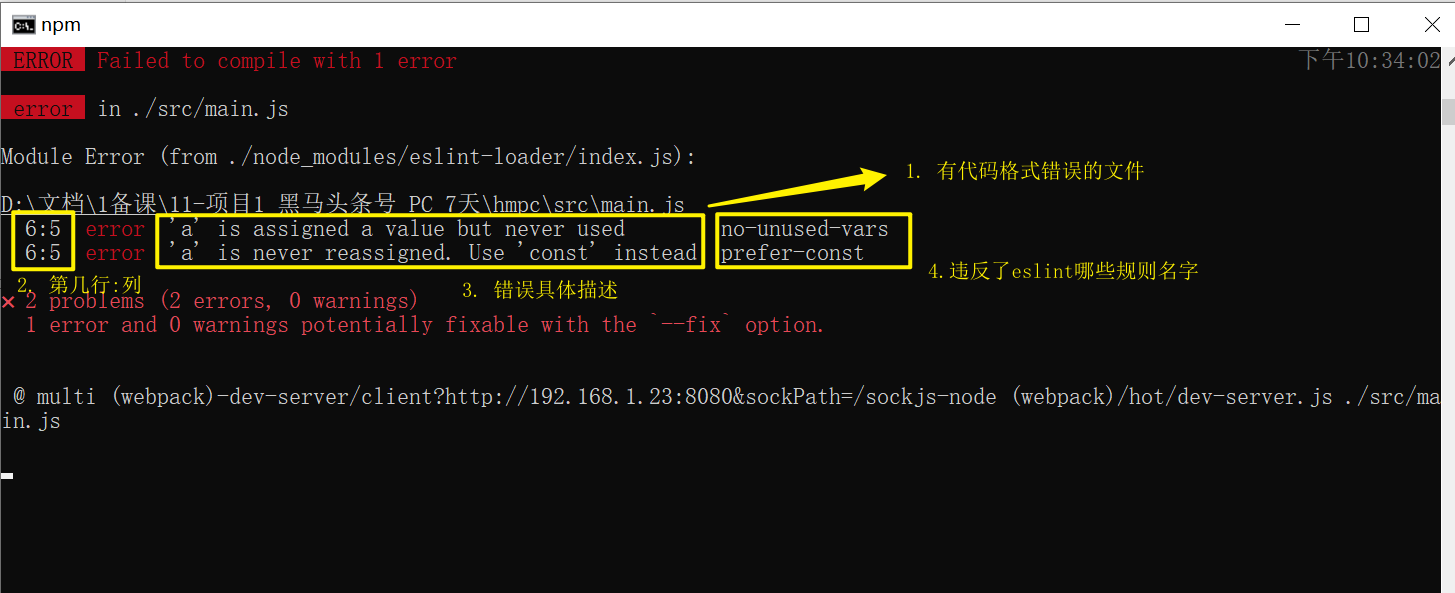 npm
ERROR Failed to compile with 1 error 下午10:34:02
error in ./src/main.js
Module Error (from ./node_modules/eslint-loader/index.js):
1. 有代码格式错误的文件
D:\文档\1备课\11-项目1 黑马头条号 PC 7天\hmpc\src\main.js
6:5 error 'a' is assigned a value but never used no-unused-vars
6:5 error 'a' is never reassigned. Use 'const' instead prefer-const
4.违反了eslint哪些规则名字
2. 第几行:列
3. 错误具体描述
× 2 problems (2 errors, 0 warnings)
1 error and 0 warnings potentially fixable with the `--fix` option.
@ multi (webpack)-dev-server/client?http://192.168.1.23:8080&sockPath=/sockjs-node (webpack)/hot/dev-server.js ./src/ma
in.js